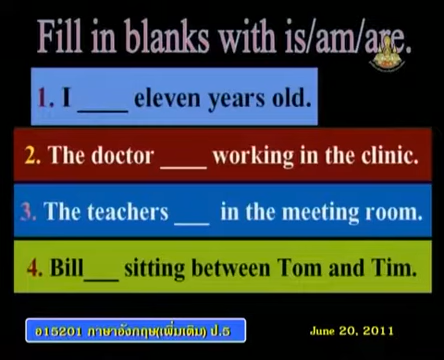 Fill in blanks with is/am/are.
1. I ____ eleven years old.
2. The doctor ____ working in the clinic.
3. The teachers ___ in the meeting room.
4. Bill___ sitting between Tom and Tim.
อ15201 ภาษาอังกฤษ(เพิ่มเติม) ป.5
June 20, 2011